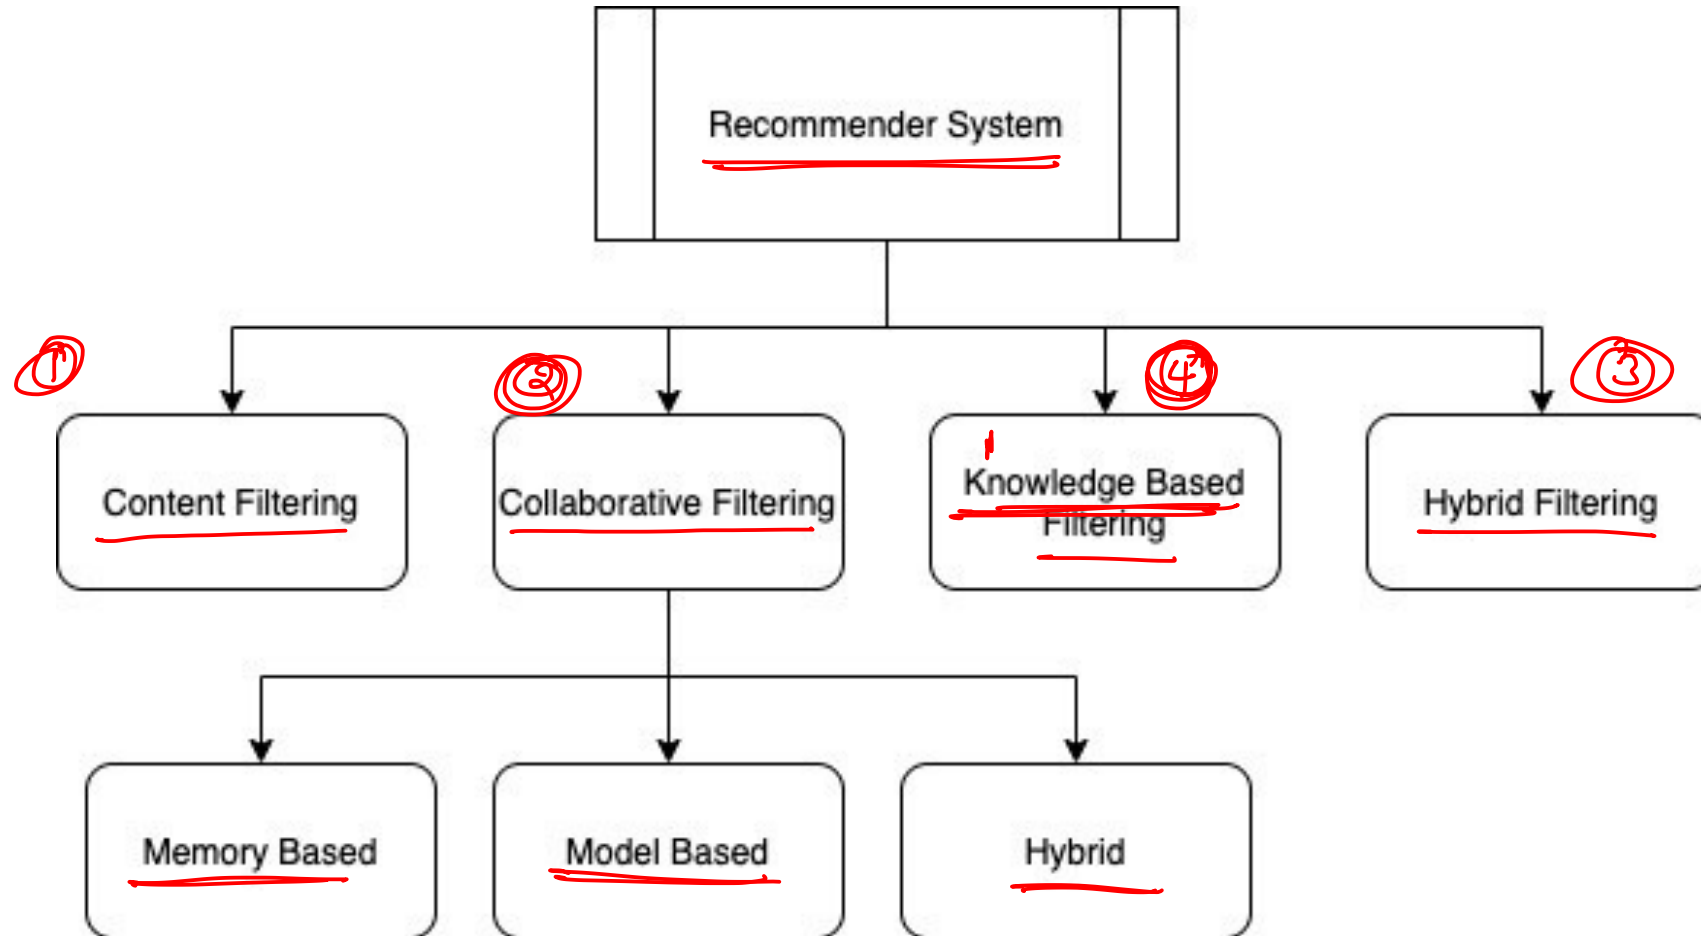 Recommender System
1
2
4
3
Content Filtering
Collaborative Filtering
Knowledge Based
Filtering
Hybrid Filtering
Memory Based
Model Based
Hybrid